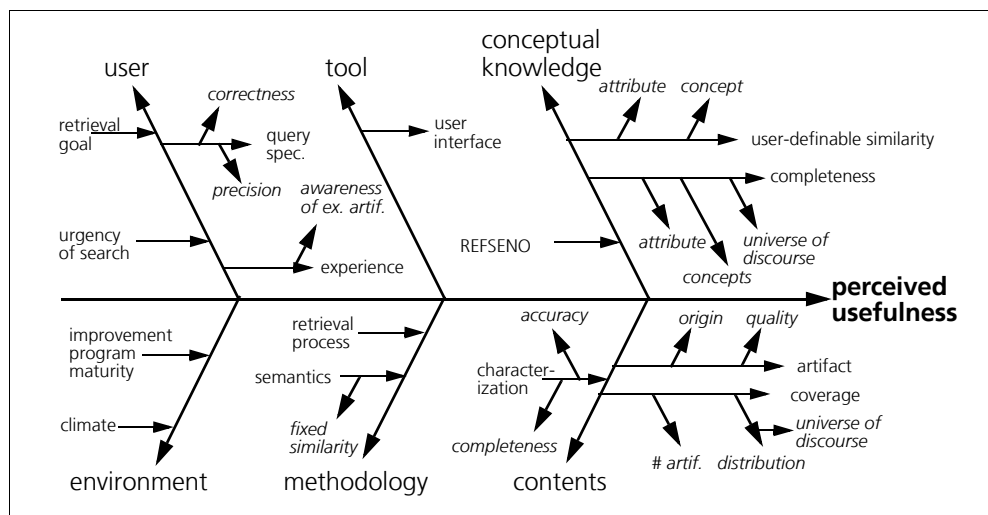 conceptual
knowledge
user
tool
attribute
concept
correctness
retrieval
goal
query
spec.
user
interface
user-definable similarity
precision
awareness
of ex. artif.
completeness
urgency
of search
REFSENO
attribute
universe of
discourse
experience
concepts
perceived
usefulness
improvement
program
maturity
retrieval
process
accuracy
origin
quality
semantics
character-
ization
artifact
coverage
climate
fixed
similarity
completeness
universe of
discourse
# artif.
distribution
environment
methodology
contents